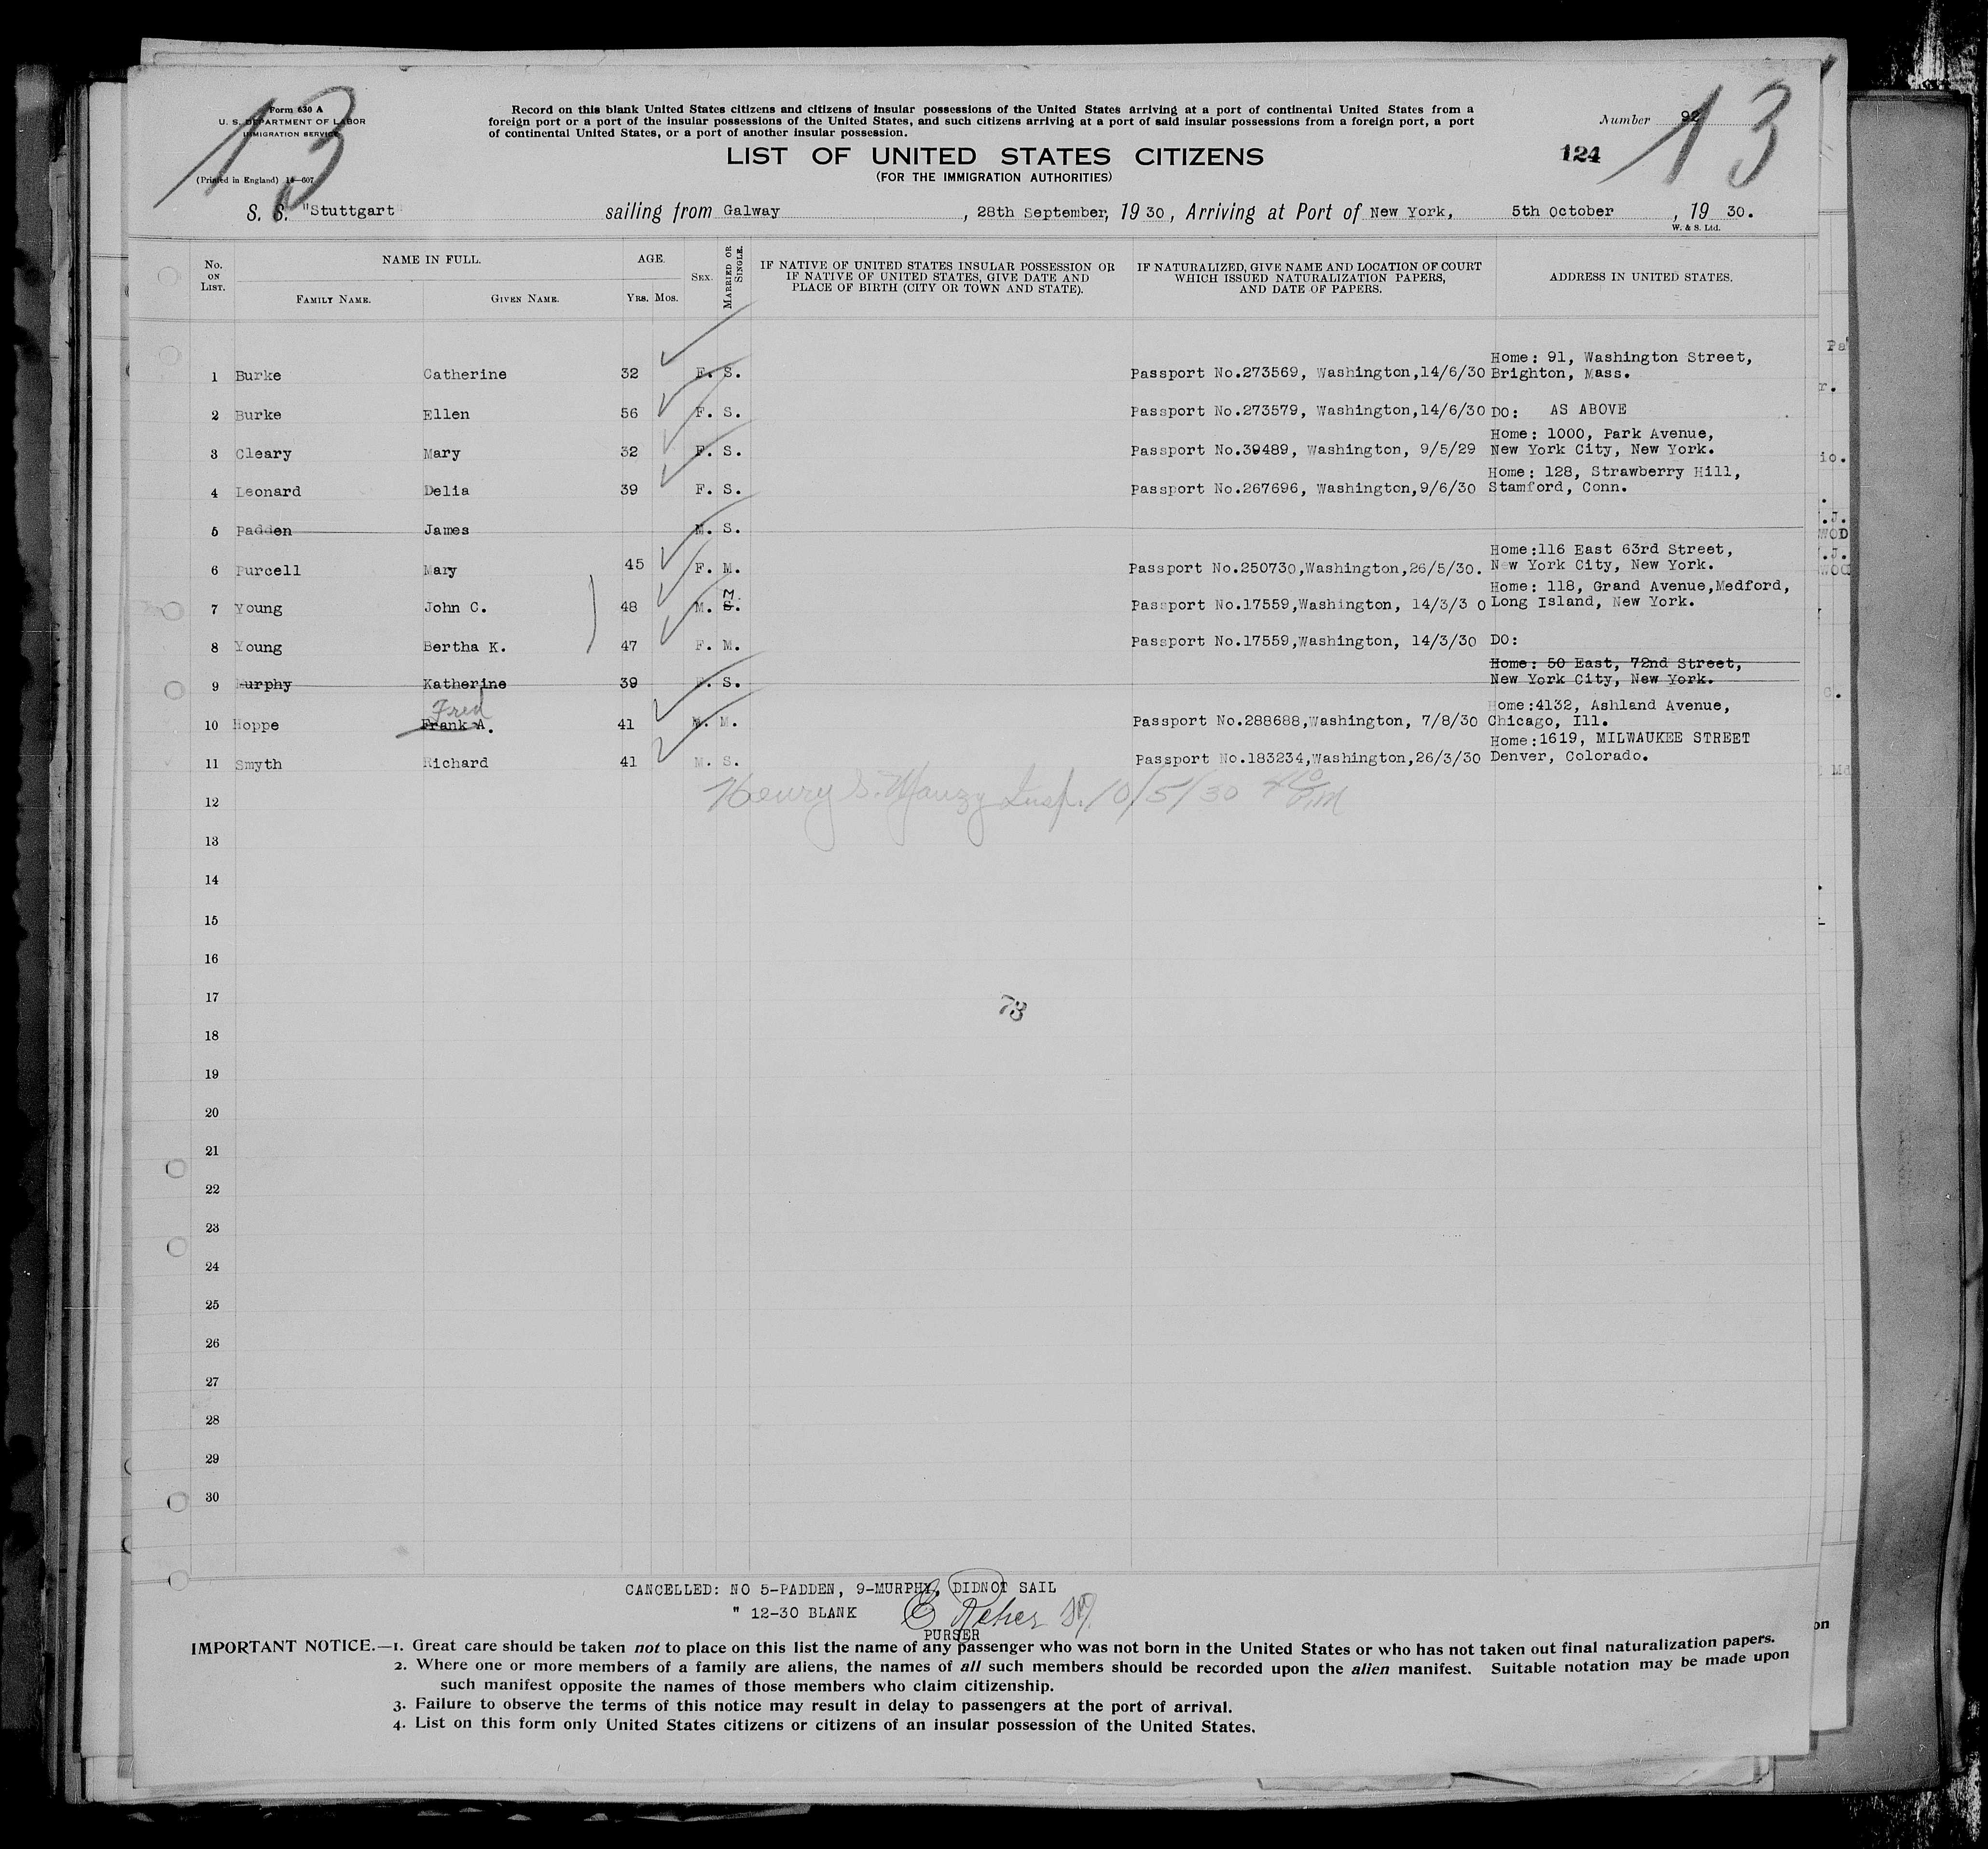 13
Form 630 A
U. S. DEPARTMENT OF LABOR
IMMIGRATION SERVICE
(Printed in England) 14—607
Record on this blank United States citizens and citizens of insular possessions of the United States arriving at a port of continental United States from a
foreign port or a port of the insular possessions of the United States, and such citizens arriving at a port of said insular possessions from a foreign port, a port
of continental United States, or a port of another insular possession.
Number 92
13
LIST OF UNITED STATES CITIZENS
124
(FOR THE IMMIGRATION AUTHORITIES)
S. S. "Stuttgart" sailing from Galway, 28th September, 1930, Arriving at Port of New York, 5th October, 1930.
W. & S. Ltd.
No. ON LIST. NAME IN FULL. FAMILY NAME. GIVEN NAME. AGE. YRS. MOS. SEX. MARRIED OR SINGLE. IF NATIVE OF UNITED STATES INSULAR POSSESSION OR IF NATIVE OF UNITED STATES, GIVE DATE AND PLACE OF BIRTH (CITY OR TOWN AND STATE). IF NATURALIZED, GIVE NAME AND LOCATION OF COURT WHICH ISSUED NATURALIZATION PAPERS, AND DATE OF PAPERS. ADDRESS IN UNITED STATES.
Home: 91, Washington Street,
1 Burke Catherine 32 F. S. Passport No.273569, Washington,14/6/30 Brighton, Mass.
2 Burke Ellen 56 F. S. Passport No.273579, Washington,14/6/30 DO: AS ABOVE
Home: 1000, Park Avenue,
3 Cleary Mary 32 F. S. Passport No.39489, Washington, 9/5/29 New York City, New York.
Home: 128, Strawberry Hill,
4 Leonard Delia 39 F. S. Passport No.267696, Washington,9/6/30 Stamford, Conn.
5 Padden James M. S.
Home:116 East 63rd Street,
6 Purcell Mary 45 F. M. Passport No.250730,Washington,26/5/30. New York City, New York.
M. Home: 118, Grand Avenue,Medford,
7 Young John C. 48 M. S. Passport No.17559,Washington, 14/3/3 0 Long Island, New York.
8 Young Bertha K. 47 F. M. Passport No.17559,Washington, 14/3/30 DO:
Home: 50 East, 72nd Street,
9 Murphy Katherine 39 F. S. New York City, New York.
Fred Home:4132, Ashland Avenue,
10 Hoppe Frank A. 41 M. M. Passport No.288688,Washington, 7/8/30 Chicago, Ill.
Home:1619, MILWAUKEE STREET
11 Smyth Richard 41 M. S. Passport No.183234,Washington,26/3/30 Denver, Colorado.
Henry S. Insp. 10/5/30
12
13
14
15
16
17
73
18
19
20
21
22
23
24
25
26
27
28
29
30
CANCELLED: NO 5-PADDEN, 9-MURPHY, DIDNOT SAIL
" 12-30 BLANK
PURSER
IMPORTANT NOTICE.—1. Great care should be taken not to place on this list the name of any passenger who was not born in the United States or who has not taken out final naturalization papers.
2. Where one or more members of a family are aliens, the names of all such members should be recorded upon the alien manifest. Suitable notation may be made upon
such manifest opposite the names of those members who claim citizenship.
3. Failure to observe the terms of this notice may result in delay to passengers at the port of arrival.
4. List on this form only United States citizens or citizens of an insular possession of the United States.